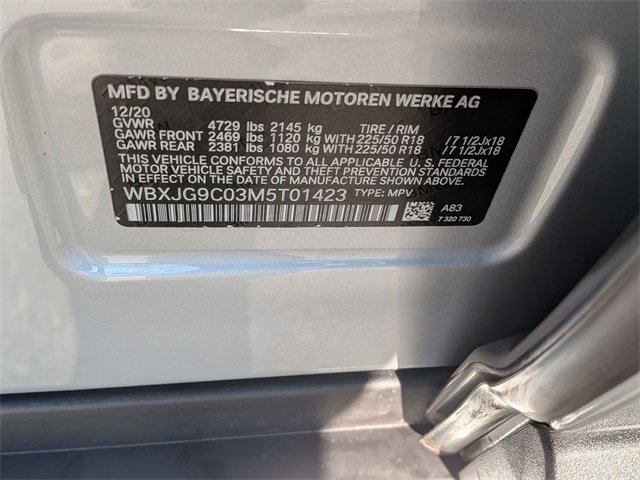 MFD BY BAYERISCHE MOTOREN WERKE AG
12/20
GVWR 4729 lbs 2145 kg TIRE / RIM
GAWR FRONT 2469 lbs 1120 kg WITH 225/50 R18 /7 1/2Jx18
GAWR REAR 2381 lbs 1080 kg WITH 225/50 R18 /7 1/2Jx18
THIS VEHICLE CONFORMS TO ALL APPLICABLE U. S. FEDERAL
MOTOR VEHICLE SAFETY AND THEFT PREVENTION STANDARDS
IN EFFECT ON THE DATE OF MANUFACTURE SHOWN ABOVE.
WBXJG9C03M5T01423 TYPE: MPV
A83
7 320 730